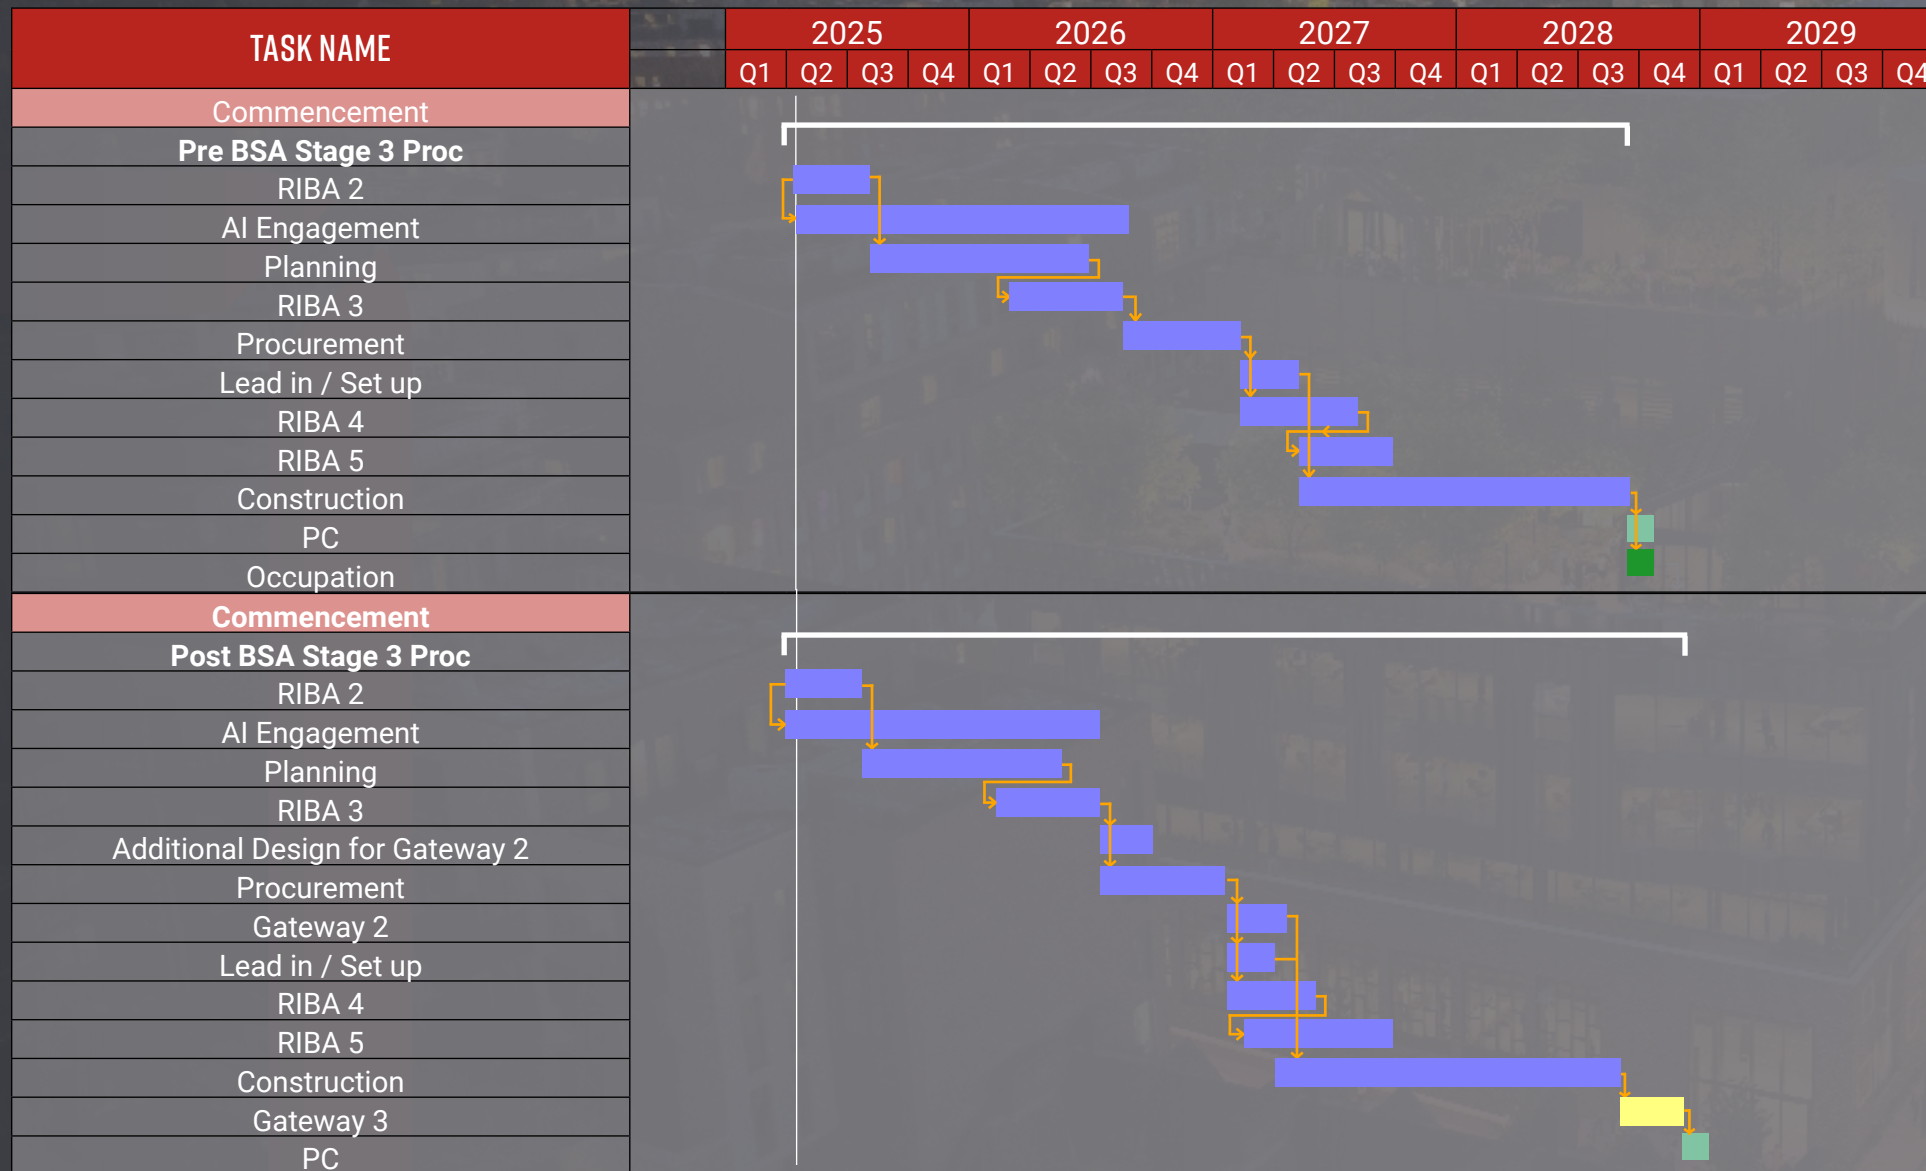 TASK NAME
2025 2026 2027 2028 2029
Q1 Q2 Q3 Q4 Q1 Q2 Q3 Q4 Q1 Q2 Q3 Q4 Q1 Q2 Q3 Q4 Q1 Q2 Q3 Q4
Commencement
Pre BSA Stage 3 Proc
RIBA 2
AI Engagement
Planning
RIBA 3
Procurement
Lead in / Set up
RIBA 4
RIBA 5
Construction
PC
Occupation
Commencement
Post BSA Stage 3 Proc
RIBA 2
AI Engagement
Planning
RIBA 3
Additional Design for Gateway 2
Procurement
Gateway 2
Lead in / Set up
RIBA 4
RIBA 5
Construction
Gateway 3
PC